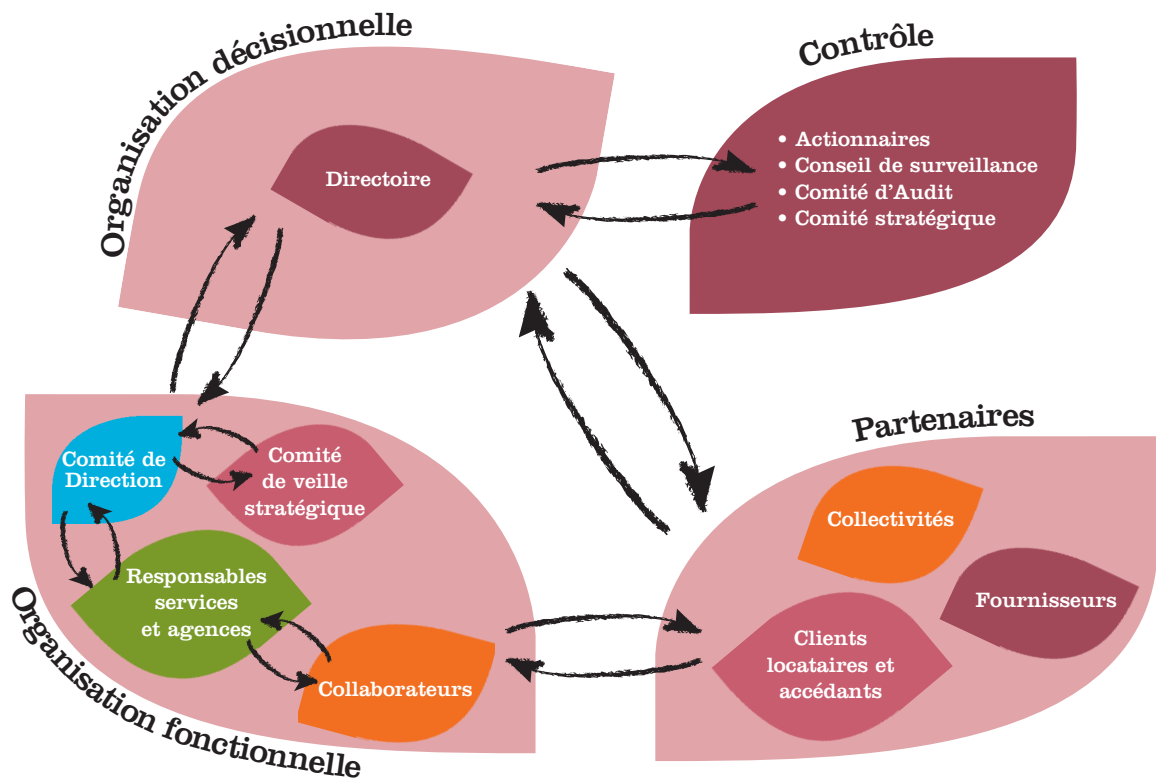 Organisation décisionnelle
Directoire
Contrôle
• Actionnaires
• Conseil de surveillance
• Comité d'Audit
• Comité stratégique
Organisation fonctionnelle
Comité de
Direction
Comité
de veille
stratégique
Responsables
services
et agences
Collaborateurs
Partenaires
Collectivités
Fournisseurs
Clients
locataires et
accédants